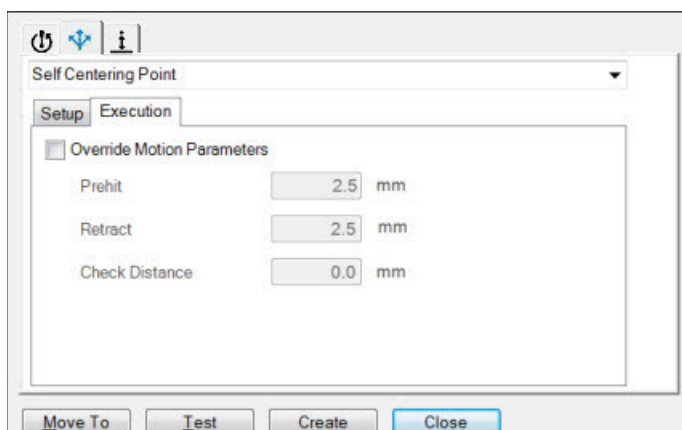 Self Centering Point
Setup Execution
Override Motion Parameters
Prehit 2.5 mm
Retract 2.5 mm
Check Distance 0.0 mm
Move To Test Create Close